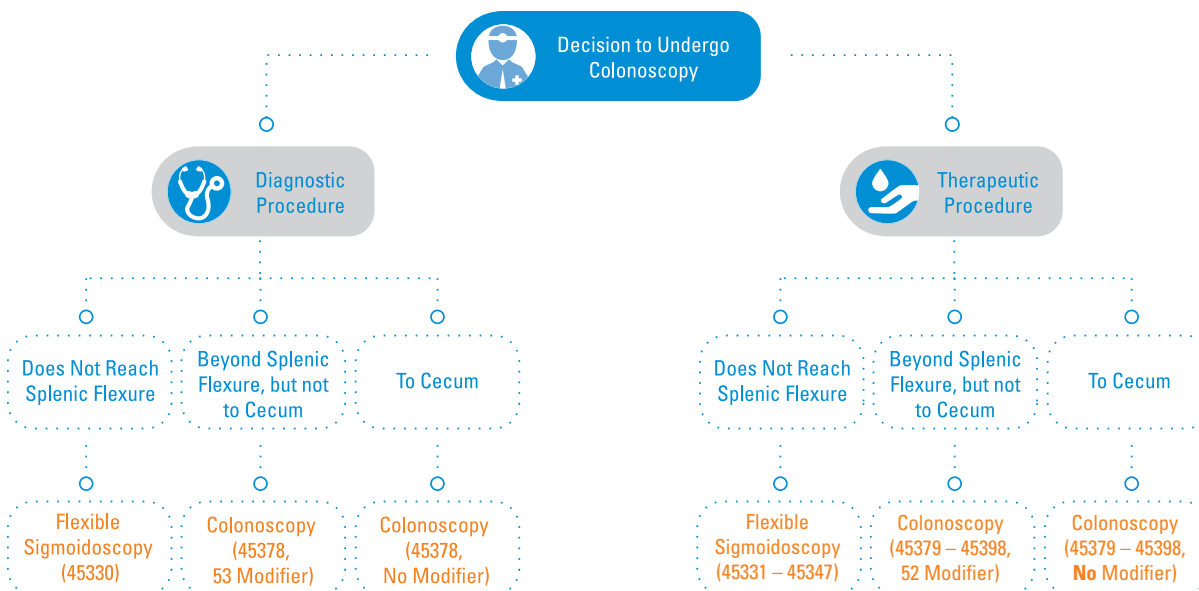 Decision to Undergo
Colonoscopy
Diagnostic
Procedure
Therapeutic
Procedure
Does Not Reach
Splenic Flexure
Beyond Splenic
Flexure, but not
to Cecum
To Cecum
Does Not Reach
Splenic Flexure
Beyond Splenic
Flexure, but not
to Cecum
To Cecum
Flexible
Sigmoidoscopy
(45330)
Colonoscopy
(45378,
53 Modifier)
Colonoscopy
(45378,
No Modifier)
Flexible
Sigmoidoscopy
(45331 – 45347)
Colonoscopy
(45379 – 45398,
52 Modifier)
Colonoscopy
(45379 – 45398,
No Modifier)